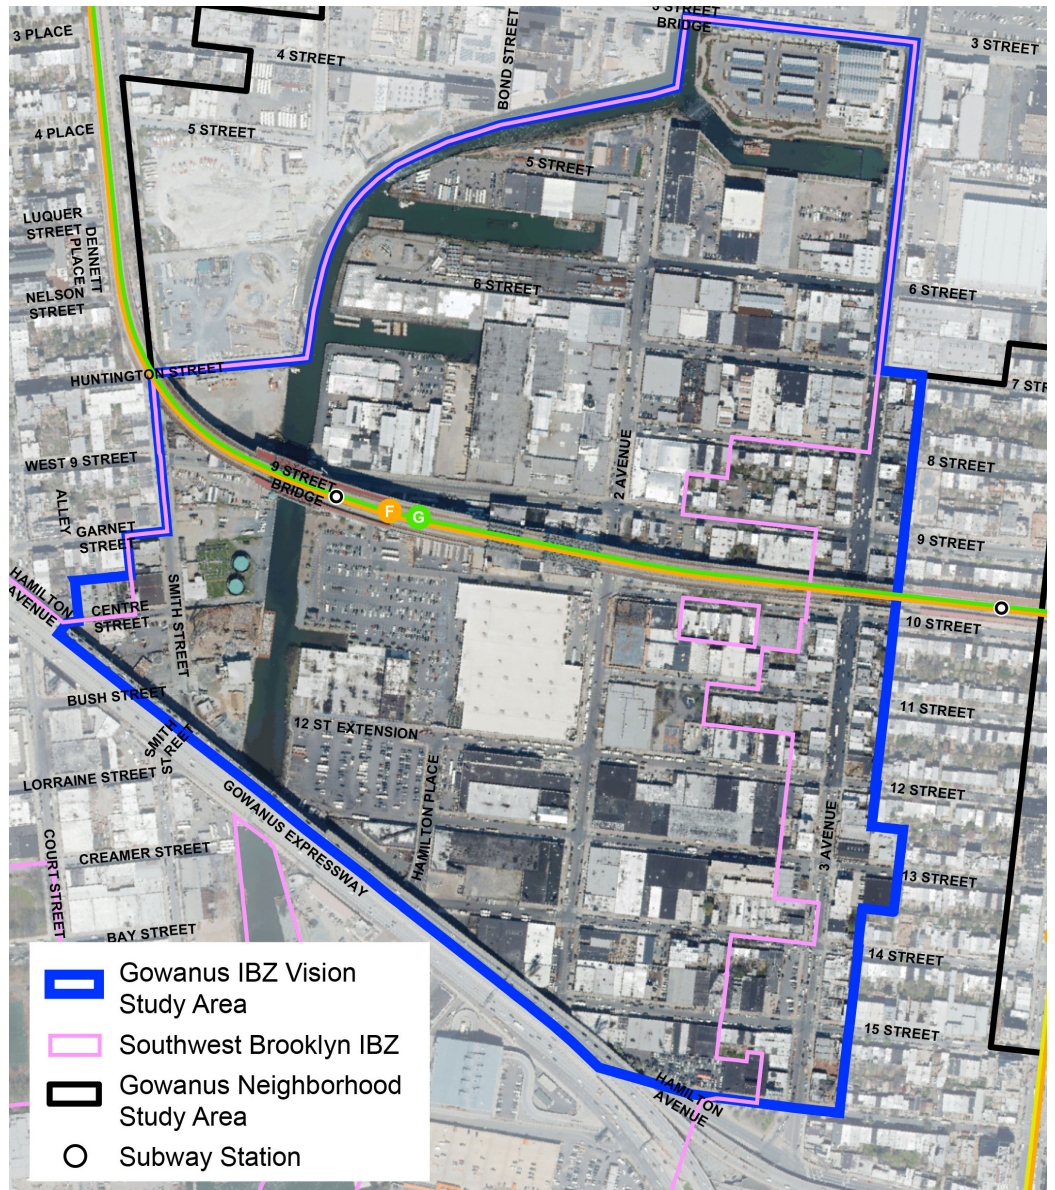 3 STREET
BRIDGE
3 PLACE
4 STREET
BOND STREET
3 STREET
4 PLACE
5 STREET
5 STREET
LUQUER
STREET
DENNETT
PLACE
NELSON
STREET
6 STREET
6 STREET
HUNTINGTON STREET
7 STR
2 AVENUE
WEST 9 STREET
8 STREET
9 STREET
BRIDGE
F
G
ALLEY
GARNET
STREET
9 STREET
HAMILTON
AVENUE
CENTRE
STREET
SMITH STREET
10 STREET
BUSH STREET
11 STREET
SMITH
STREET
12 ST EXTENSION
LORRAINE STREET
HAMILTON PLACE
GOWANUS EXPRESSWAY
12 STREET
3 AVENUE
COURT STREET
CREAMER STREET
13 STREET
BAY STREET
14 STREET
15 STREET
HAMILTON
AVENUE
Gowanus IBZ Vision
Study Area
Southwest Brooklyn IBZ
Gowanus Neighborhood
Study Area
Subway Station